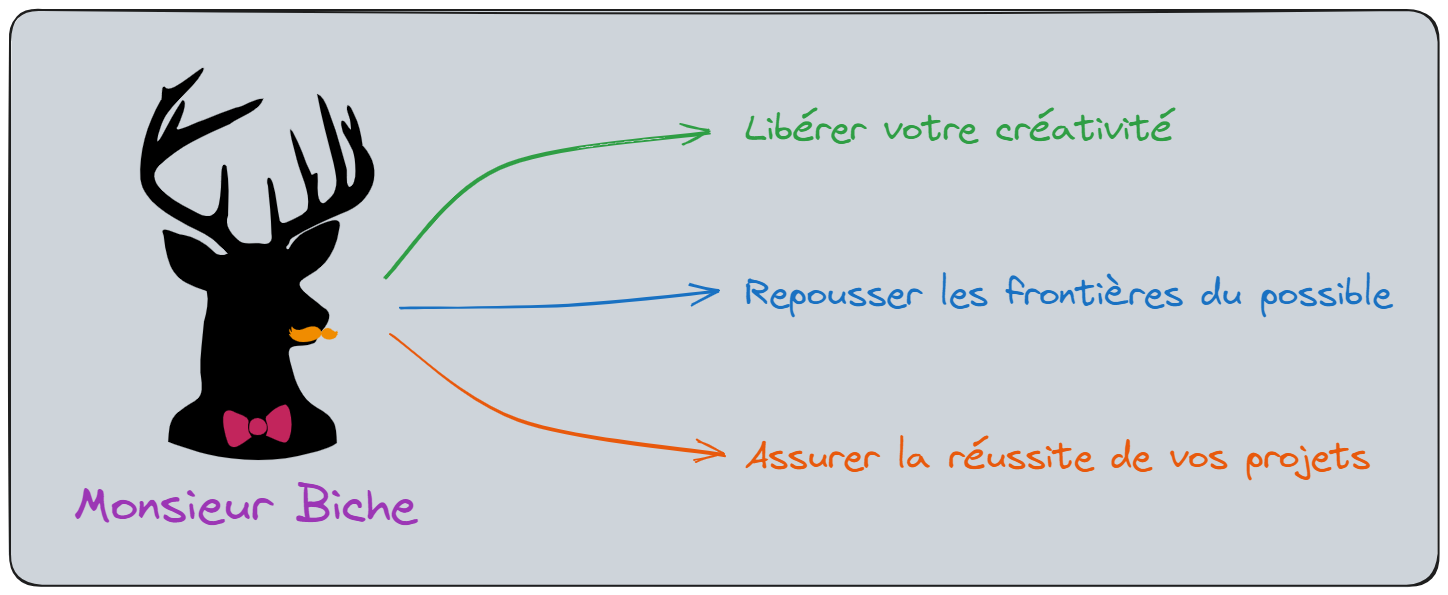 Libérer votre créativité
Repousser les frontières du possible
Assurer la réussite de vos projets
Monsieur Biche